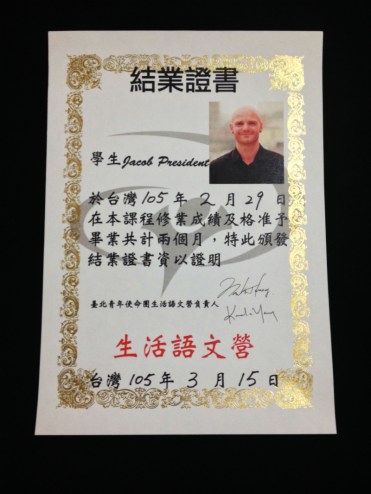 結業證書
學生Jacob President
於台灣105年2月29日
在本課程修業成績及格准予
畢業共計兩個月，特此頒發
結業證書資以證明
臺北青年使命團生活語文營負責人
生活語文營
台灣105年3月15日